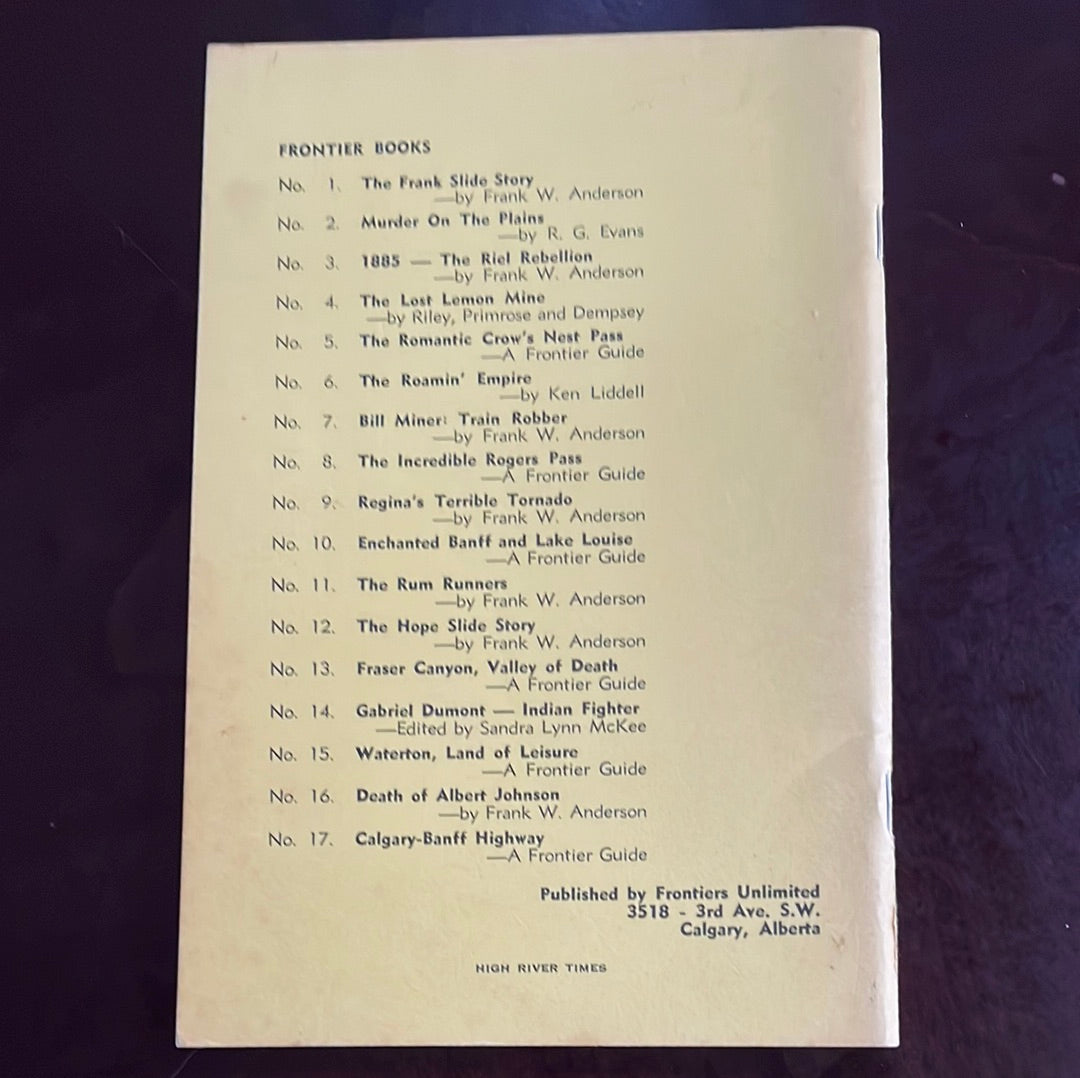 FRONTIER BOOKS
No. 1. The Frank Slide Story
—by Frank W. Anderson
No. 2. Murder On The Plains
—by R. G. Evans
No. 3. 1885 — The Riel Rebellion
—by Frank W. Anderson
No. 4. The Lost Lemon Mine
—by Riley, Primrose and Dempsey
No. 5. The Romantic Crow's Nest Pass
—A Frontier Guide
No. 6. The Roamin' Empire
—by Ken Liddell
No. 7. Bill Miner: Train Robber
—by Frank W. Anderson
No. 8. The Incredible Rogers Pass
—A Frontier Guide
No. 9. Regina's Terrible Tornado
—by Frank W. Anderson
No. 10. Enchanted Banff and Lake Louise
—A Frontier Guide
No. 11. The Rum Runners
—by Frank W. Anderson
No. 12. The Hope Slide Story
—by Frank W. Anderson
No. 13. Fraser Canyon, Valley of Death
—A Frontier Guide
No. 14. Gabriel Dumont — Indian Fighter
—Edited by Sandra Lynn McKee
No. 15. Waterton, Land of Leisure
—A Frontier Guide
No. 16. Death of Albert Johnson
—by Frank W. Anderson
No. 17. Calgary-Banff Highway
—A Frontier Guide
Published by Frontiers Unlimited
3518 - 3rd Ave. S.W.
Calgary, Alberta
HIGH RIVER TIMES